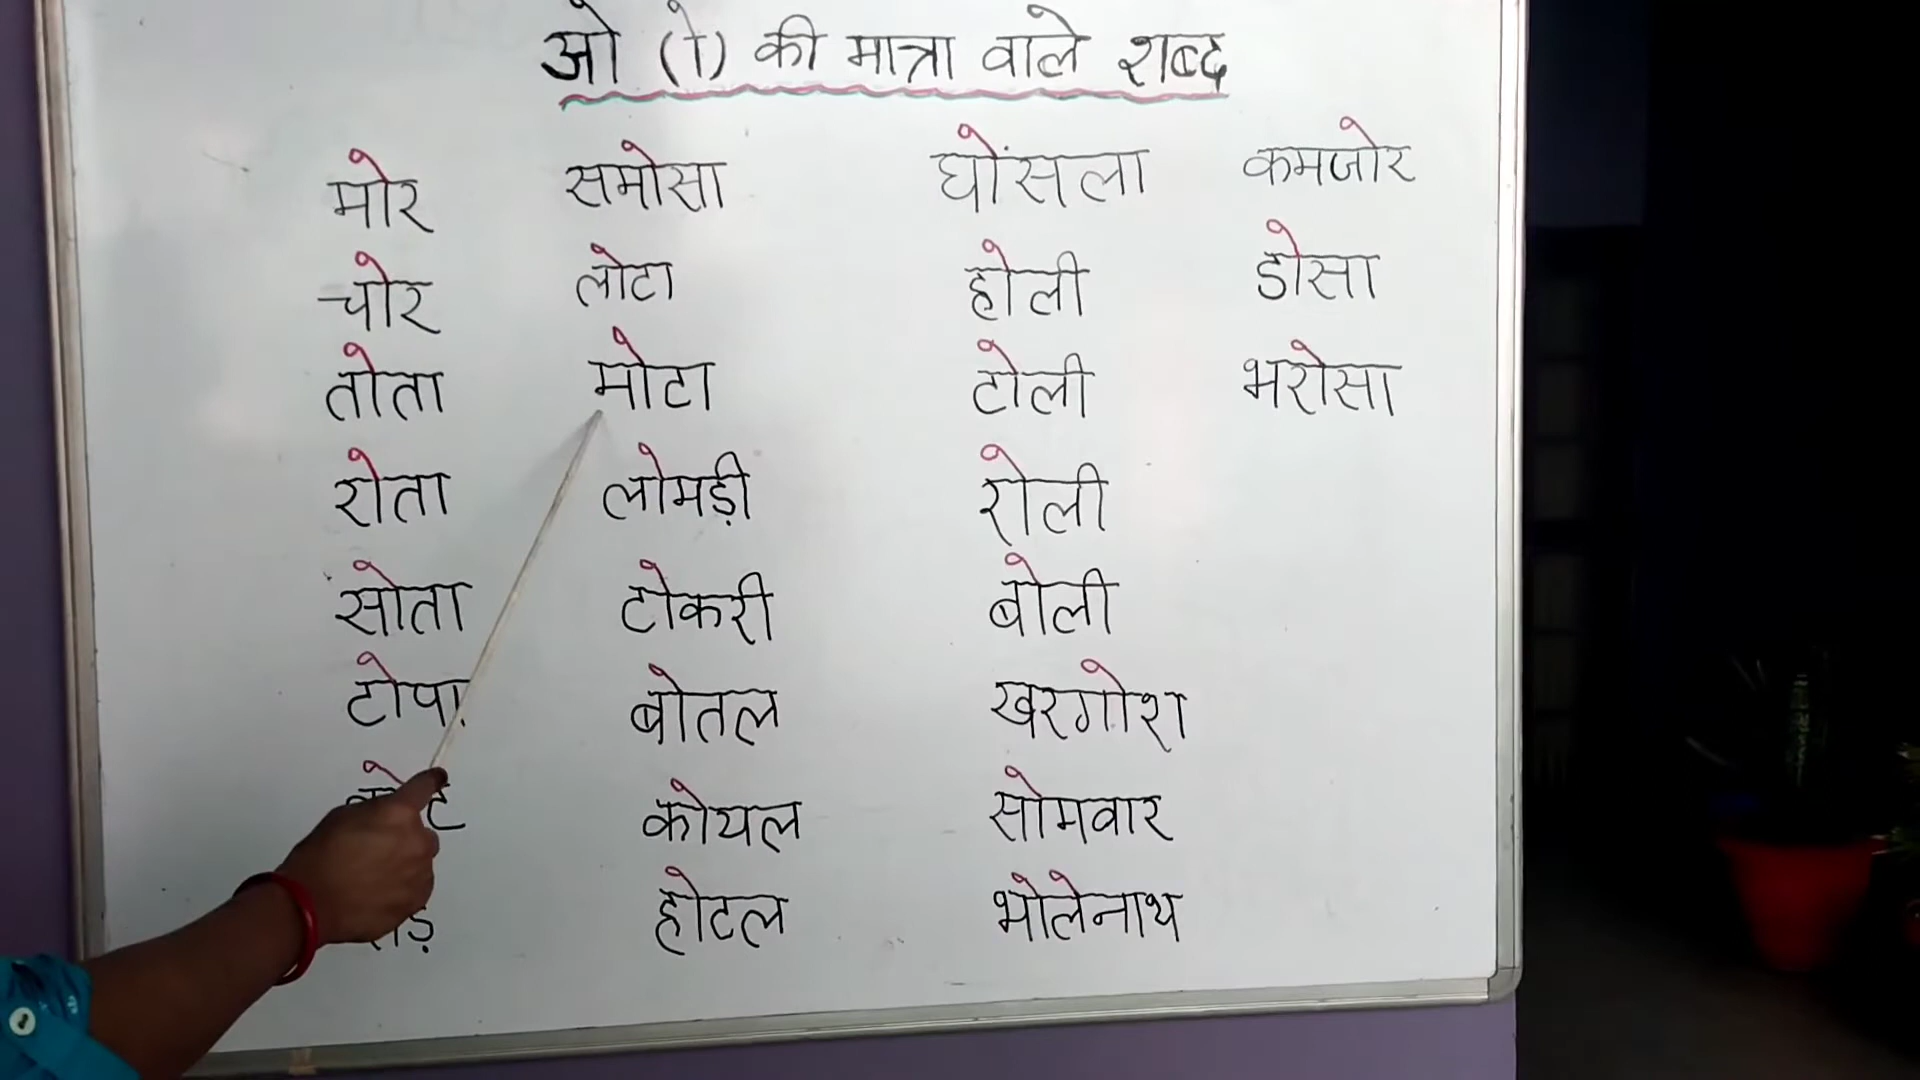 ओ (ो) की मात्रा वाले शब्द
मोर
चोर
तोता
रोता
सोता
टोपा
समोसा
लोटा
मोटा
लोमड़ी
टोकरी
बोतल
कोयल
होटल
घोंसला
होली
टोली
रोली
बोली
खरगोश
सोमवार
भोलेनाथ
कमजोर
डोसा
भरोसा